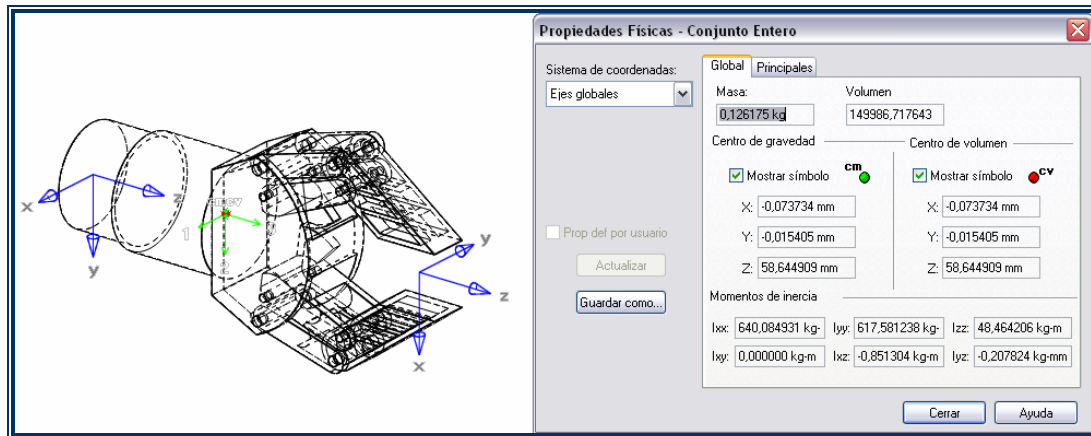 x
y
z
cm
cv
1
2
y
z
x
Propiedades Físicas - Conjunto Entero
Sistema de coordenadas:
Ejes globales
Prop def por usuario
Actualizar
Guardar como...
Global Principales
Masa: Volumen
0,126175 kg 149986,717643
Centro de gravedad Centro de volumen
Mostrar símbolo cm Mostrar símbolo cv
X: -0,073734 mm X: -0,073734 mm
Y: -0,015405 mm Y: -0,015405 mm
Z: 58,644909 mm Z: 58,644909 mm
Momentos de inercia
Ixx: 640,084931 kg- Iyy: 617,581238 kg- Izz: 48,464206 kg-m
Ixy: 0,000000 kg-m Ixz: -0,851304 kg-m Iyz: -0,207824 kg-mm
Cerrar Ayuda